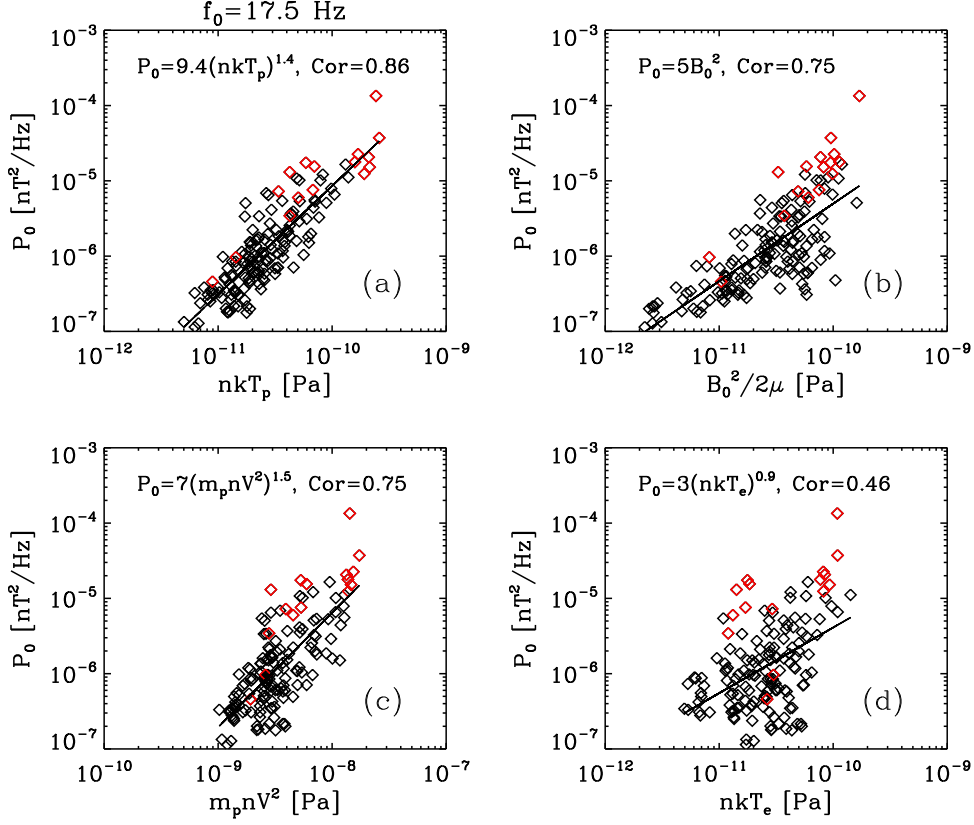 f₀=17.5 Hz
10⁻³
P₀=9.4(nkTₚ)¹·⁴, Cor=0.86
10⁻⁴
10⁻⁵
10⁻⁶
10⁻⁷
P₀ [nT²/Hz]
(a)
10⁻¹² 10⁻¹¹ 10⁻¹⁰ 10⁻⁹
nkTₚ [Pa]
10⁻³
P₀=5B₀², Cor=0.75
10⁻⁴
10⁻⁵
10⁻⁶
10⁻⁷
P₀ [nT²/Hz]
(b)
10⁻¹² 10⁻¹¹ 10⁻¹⁰ 10⁻⁹
B₀²/2μ [Pa]
10⁻³
P₀=7(mₚnV²)¹·⁵, Cor=0.75
10⁻⁴
10⁻⁵
10⁻⁶
10⁻⁷
P₀ [nT²/Hz]
(c)
10⁻¹⁰ 10⁻⁹ 10⁻⁸ 10⁻⁷
mₚnV² [Pa]
10⁻³
P₀=3(nkTₑ)⁰·⁹, Cor=0.46
10⁻⁴
10⁻⁵
10⁻⁶
10⁻⁷
P₀ [nT²/Hz]
(d)
10⁻¹² 10⁻¹¹ 10⁻¹⁰ 10⁻⁹
nkTₑ [Pa]